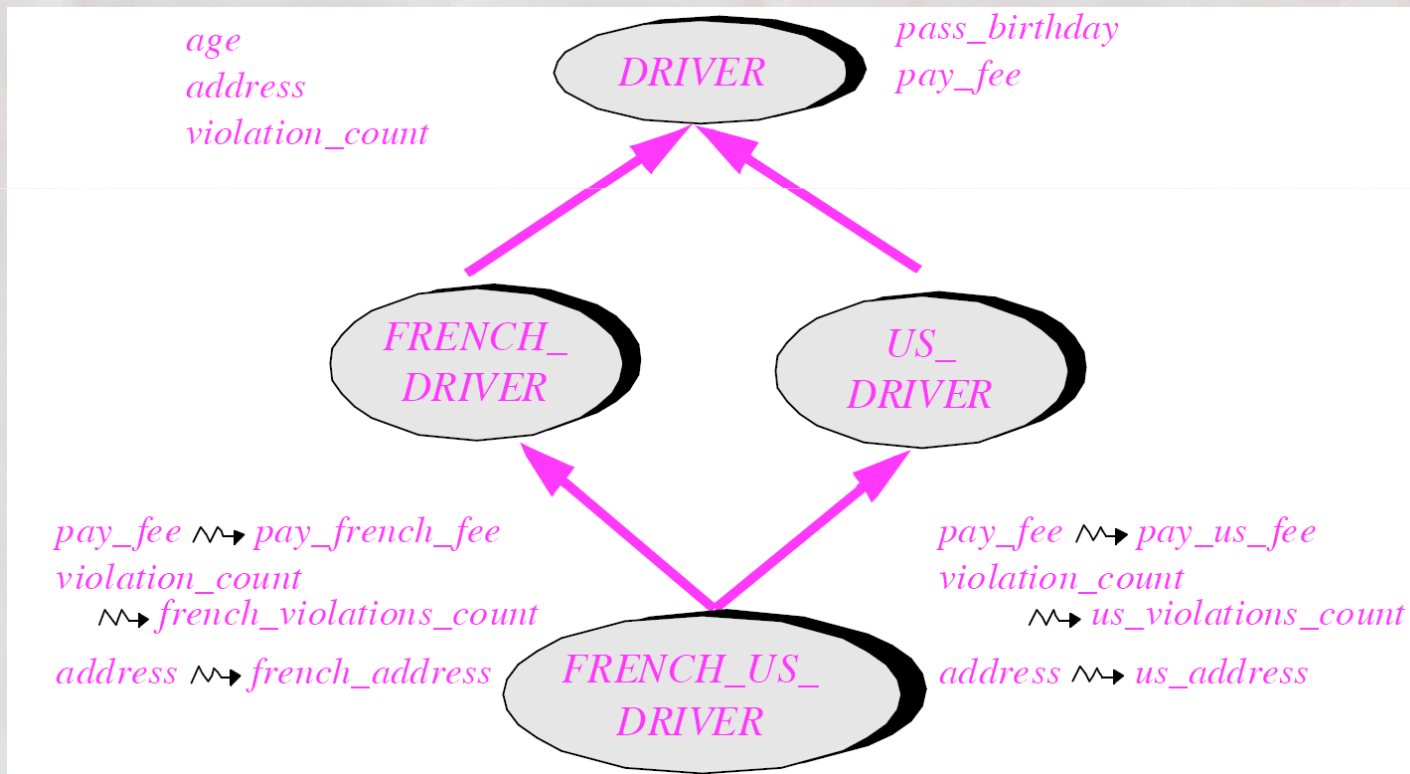 age
address
violation_count
DRIVER
pass_birthday
pay_fee
FRENCH_
DRIVER
US_
DRIVER
pay_fee pay_french_fee
violation_count
french_violations_count
address french_address
pay_fee pay_us_fee
violation_count
us_violations_count
address us_address
FRENCH_US_
DRIVER